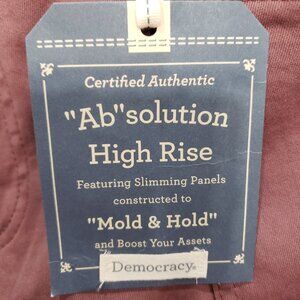 Certified Authentic
"Ab"solution
High Rise
Featuring Slimming Panels
constructed to
"Mold & Hold"
and Boost Your Assets
Democracy®